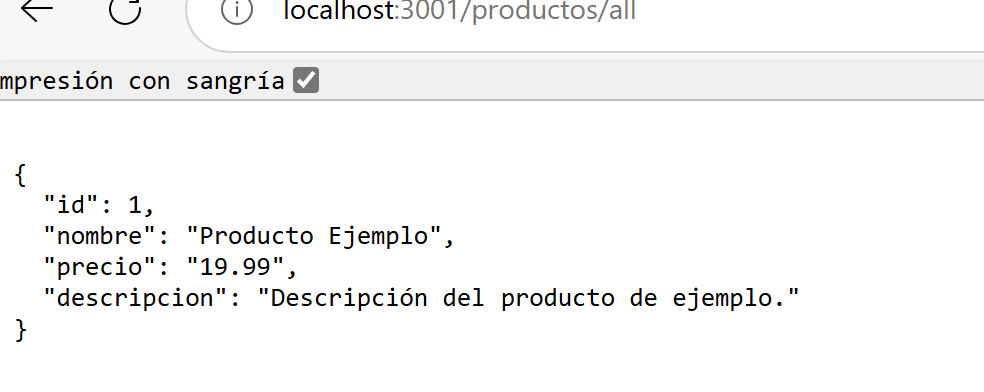 localhost:3001/productos/all
mpresión con sangría
{
"id": 1,
"nombre": "Producto Ejemplo",
"precio": "19.99",
"descripcion": "Descripción del producto de ejemplo."
}